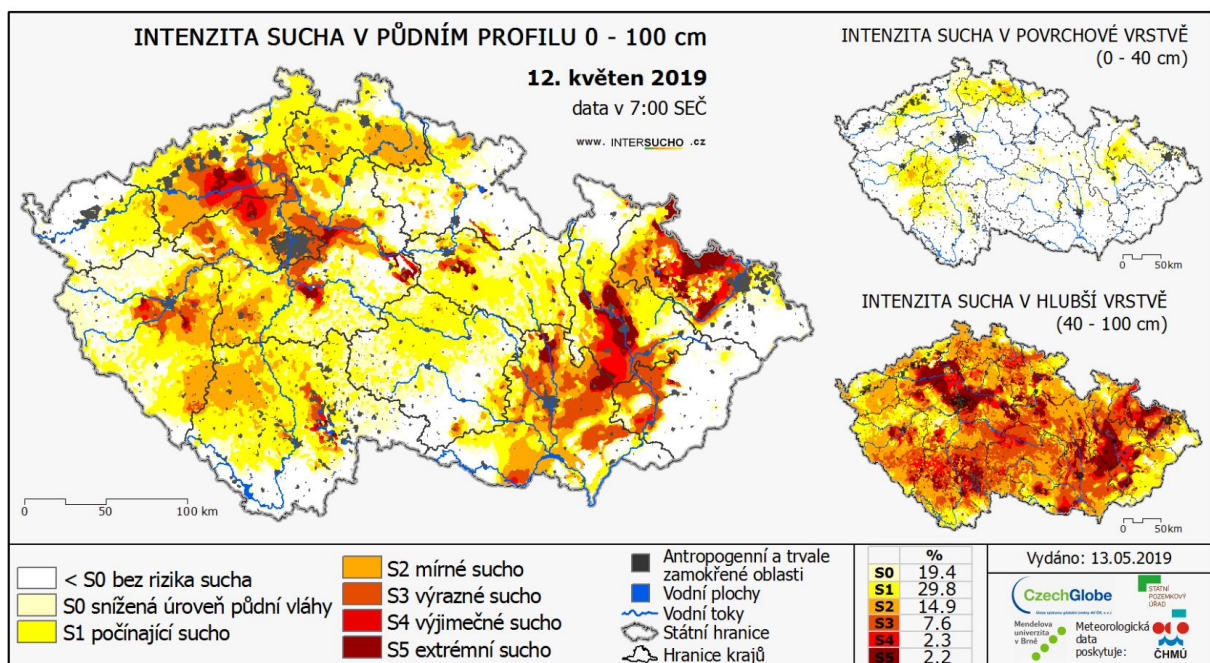 INTENZITA SUCHA V PŮDNÍM PROFILU 0 - 100 cm
12. květen 2019
data v 7:00 SEČ
www. INTERSUCHO .cz
0 50 100 km
INTENZITA SUCHA V POVRCHOVÉ VRSTVĚ
(0 - 40 cm)
0 50km
INTENZITA SUCHA V HLUBŠÍ VRSTVĚ
(40 - 100 cm)
0 50km
< S0 bez rizika sucha
S0 snížená úroveň půdní vláhy
S1 počínající sucho
S2 mírné sucho
S3 výrazné sucho
S4 výjimečné sucho
S5 extrémní sucho
Antropogenní a trvale
zamokřené oblasti
Vodní plochy
Vodní toky
Státní hranice
Hranice krajů
%
S0 19.4
S1 29.8
S2 14.9
S3 7.6
S4 2.3
S5 2.2
Vydáno: 13.05.2019
CzechGlobe
STÁTNÍ
POZEMKOVÝ
ÚŘAD
Mendelova
univerzita
v Brně
Meteorologická
data
poskytuje:
ČHMÚ